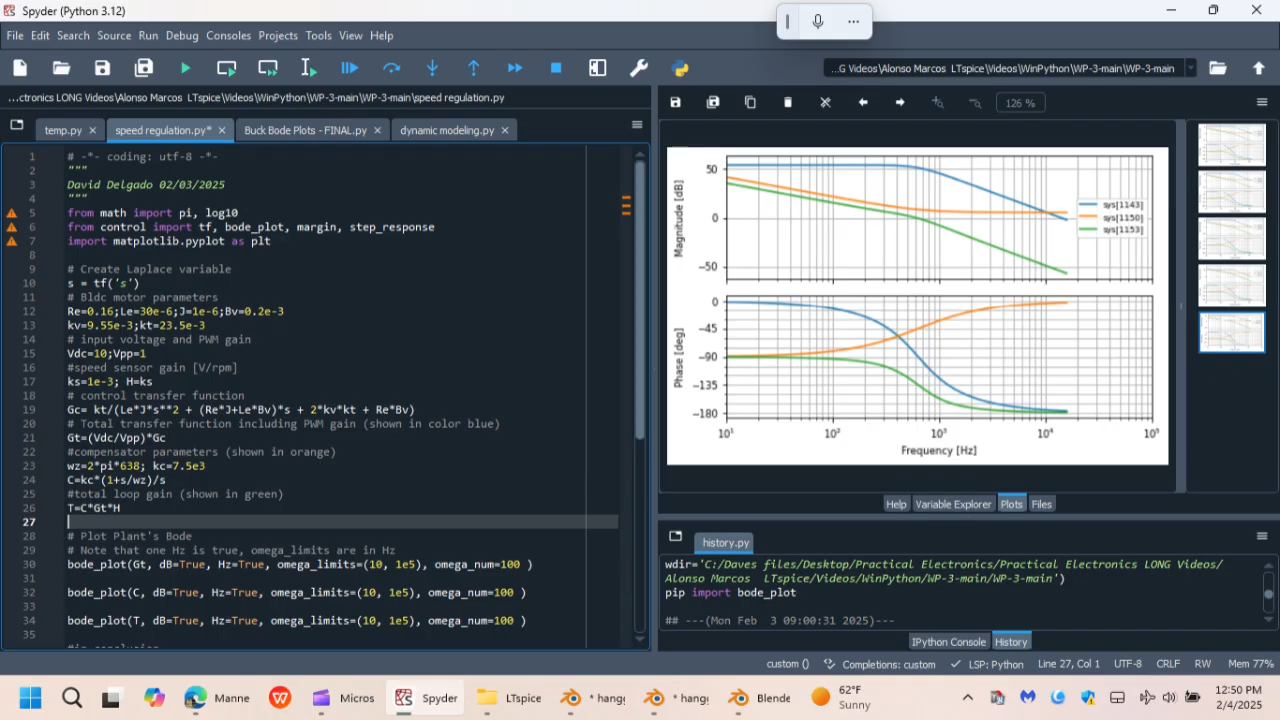 Spyder (Python 3.12)
File Edit Search Source Run Debug Consoles Projects Tools View Help
...G Videos\Alonso Marcos  LTspice\Videos\WinPython\WP-3-main\WP-3-main
...ctronics LONG Videos\Alonso Marcos  LTspice\Videos\WinPython\WP-3-main\WP-3-main\speed regulation.py
temp.py
speed regulation.py*
Buck Bode Plots - FINAL.py
dynamic modeling.py
126 %
1 # -*- coding: utf-8 -*-
2 """
3 David Delgado 02/03/2025
4 """
5 from math import pi, log10
6 from control import tf, bode_plot, margin, step_response
7 import matplotlib.pyplot as plt
8
9 # Create Laplace variable
10 s = tf('s')
11 # Bldc motor parameters
12 Re=0.16;Le=30e-6;J=1e-6;Bv=0.2e-3
13 kv=9.55e-3;kt=23.5e-3
14 # input voltage and PWM gain
15 Vdc=10;Vpp=1
16 #speed sensor gain [V/rpm]
17 ks=1e-3; H=ks
18 # control transfer function
19 Gc= kt/(Le*J*s**2 + (Re*J+Le*Bv)*s + 2*kv*kt + Re*Bv)
20 # Total transfer function including PWM gain (shown in color blue)
21 Gt=(Vdc/Vpp)*Gc
22 #compensator parameters (shown in orange)
23 wz=2*pi*638; kc=7.5e3
24 C=kc*(1+s/wz)/s
25 #total loop gain (shown in green)
26 T=C*Gt*H
27
28 # Plot Plant's Bode
29 # Note that one Hz is true, omega_limits are in Hz
30 bode_plot(Gt, dB=True, Hz=True, omega_limits=(10, 1e5), omega_num=100 )
31
32 bode_plot(C, dB=True, Hz=True, omega_limits=(10, 1e5), omega_num=100 )
33
34 bode_plot(T, dB=True, Hz=True, omega_limits=(10, 1e5), omega_num=100 )
35
Magnitude [dB]
50
0
−50
sys[1143]
sys[1150]
sys[1153]
Phase [deg]
0
−45
−90
−135
−180
10¹ 10² 10³ 10⁴ 10⁵
Frequency [Hz]
Help Variable Explorer Plots Files
history.py
wdir='C:/Daves files/Desktop/Practical Electronics/Practical Electronics LONG Videos/
Alonso Marcos  LTspice/Videos/WinPython/WP-3-main/WP-3-main')
pip import bode_plot
## ---(Mon Feb  3 09:00:31 2025)---
IPython Console History
custom () Completions: custom LSP: Python Line 27, Col 1 UTF-8 CRLF RW Mem 77%
Manne
Micros
Spyder
LTspice
* hang
* hang
Blende
62°F
Sunny
12:50 PM
2/4/2025